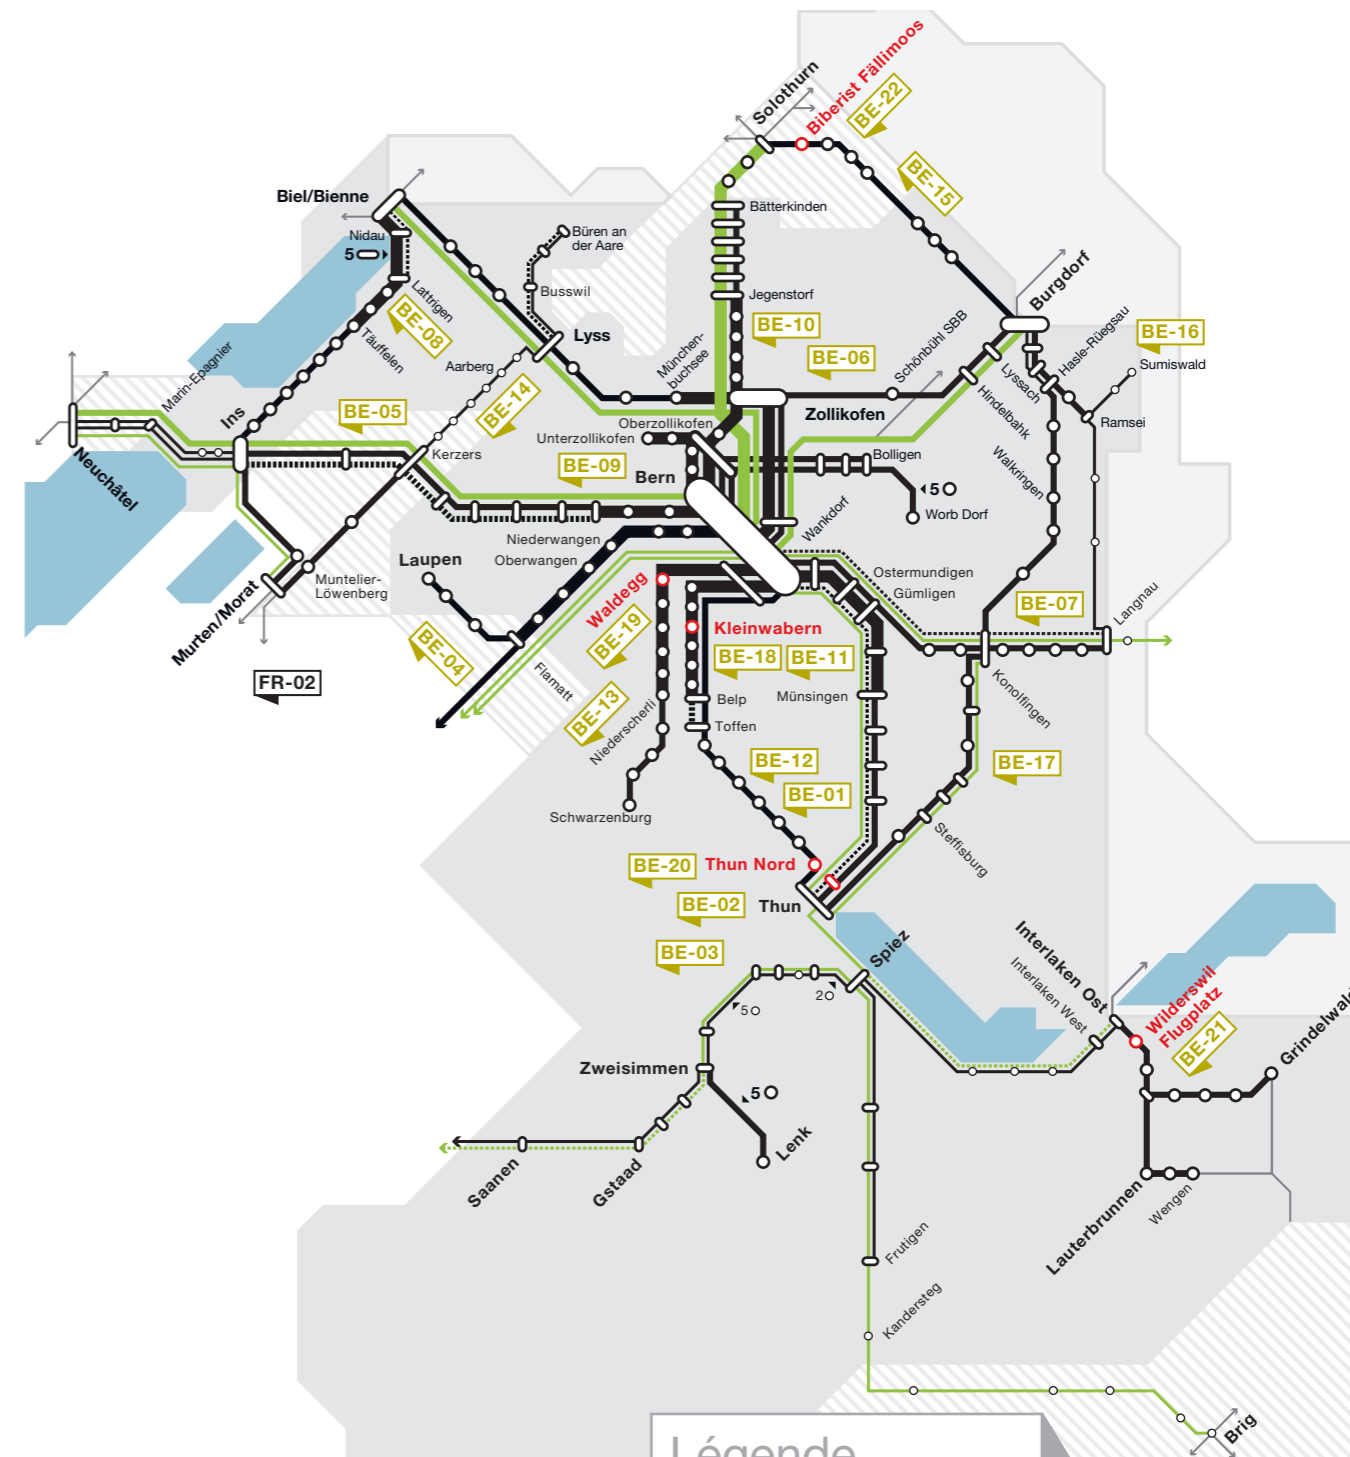 Solothurn
Biberist Fällimoos
BE-22
BE-15
Biel/Bienne
Nidau
5
Büren an
der Aare
Bätterkinden
Burgdorf
Busswil
Lattrigen
Jegenstorf
BE-08
Lyss
BE-10
Hasle-Rüegsau
BE-16
Täuffelen
BE-06
Schönbühl SBB
Sumiswald
Marin-Epagnier
Aarberg
München-
buchsee
Lyssach
BE-14
Hindelbahk
Ins
BE-05
Zollikofen
Ramsei
Oberzollikofen
Unterzollikofen
Kerzers
BE-09
Bolligen
Walkringen
Neuchâtel
Bern
5
Worb Dorf
Wankdorf
Niederwangen
Oberwangen
Laupen
Ostermundigen
Gümligen
Muntelier-
Löwenberg
Murten/Morat
Waldegg
BE-07
Langnau
Kleinwabern
BE-19
BE-04
BE-18
BE-11
FR-02
Flamatt
Konolfingen
Belp
Münsingen
BE-13
Niederscherli
Toffen
BE-12
BE-17
BE-01
Schwarzenburg
Steffisburg
BE-20
Thun Nord
BE-02
Thun
BE-03
Spiez
Interlaken Ost
Interlaken West
Wilderswil
Flugplatz
2
5
BE-21
Grindelwald
Zweisimmen
5
Lenk
Saanen
Gstaad
Lauterbrunnen
Wengen
Frutigen
Kandersteg
Brig
Légende